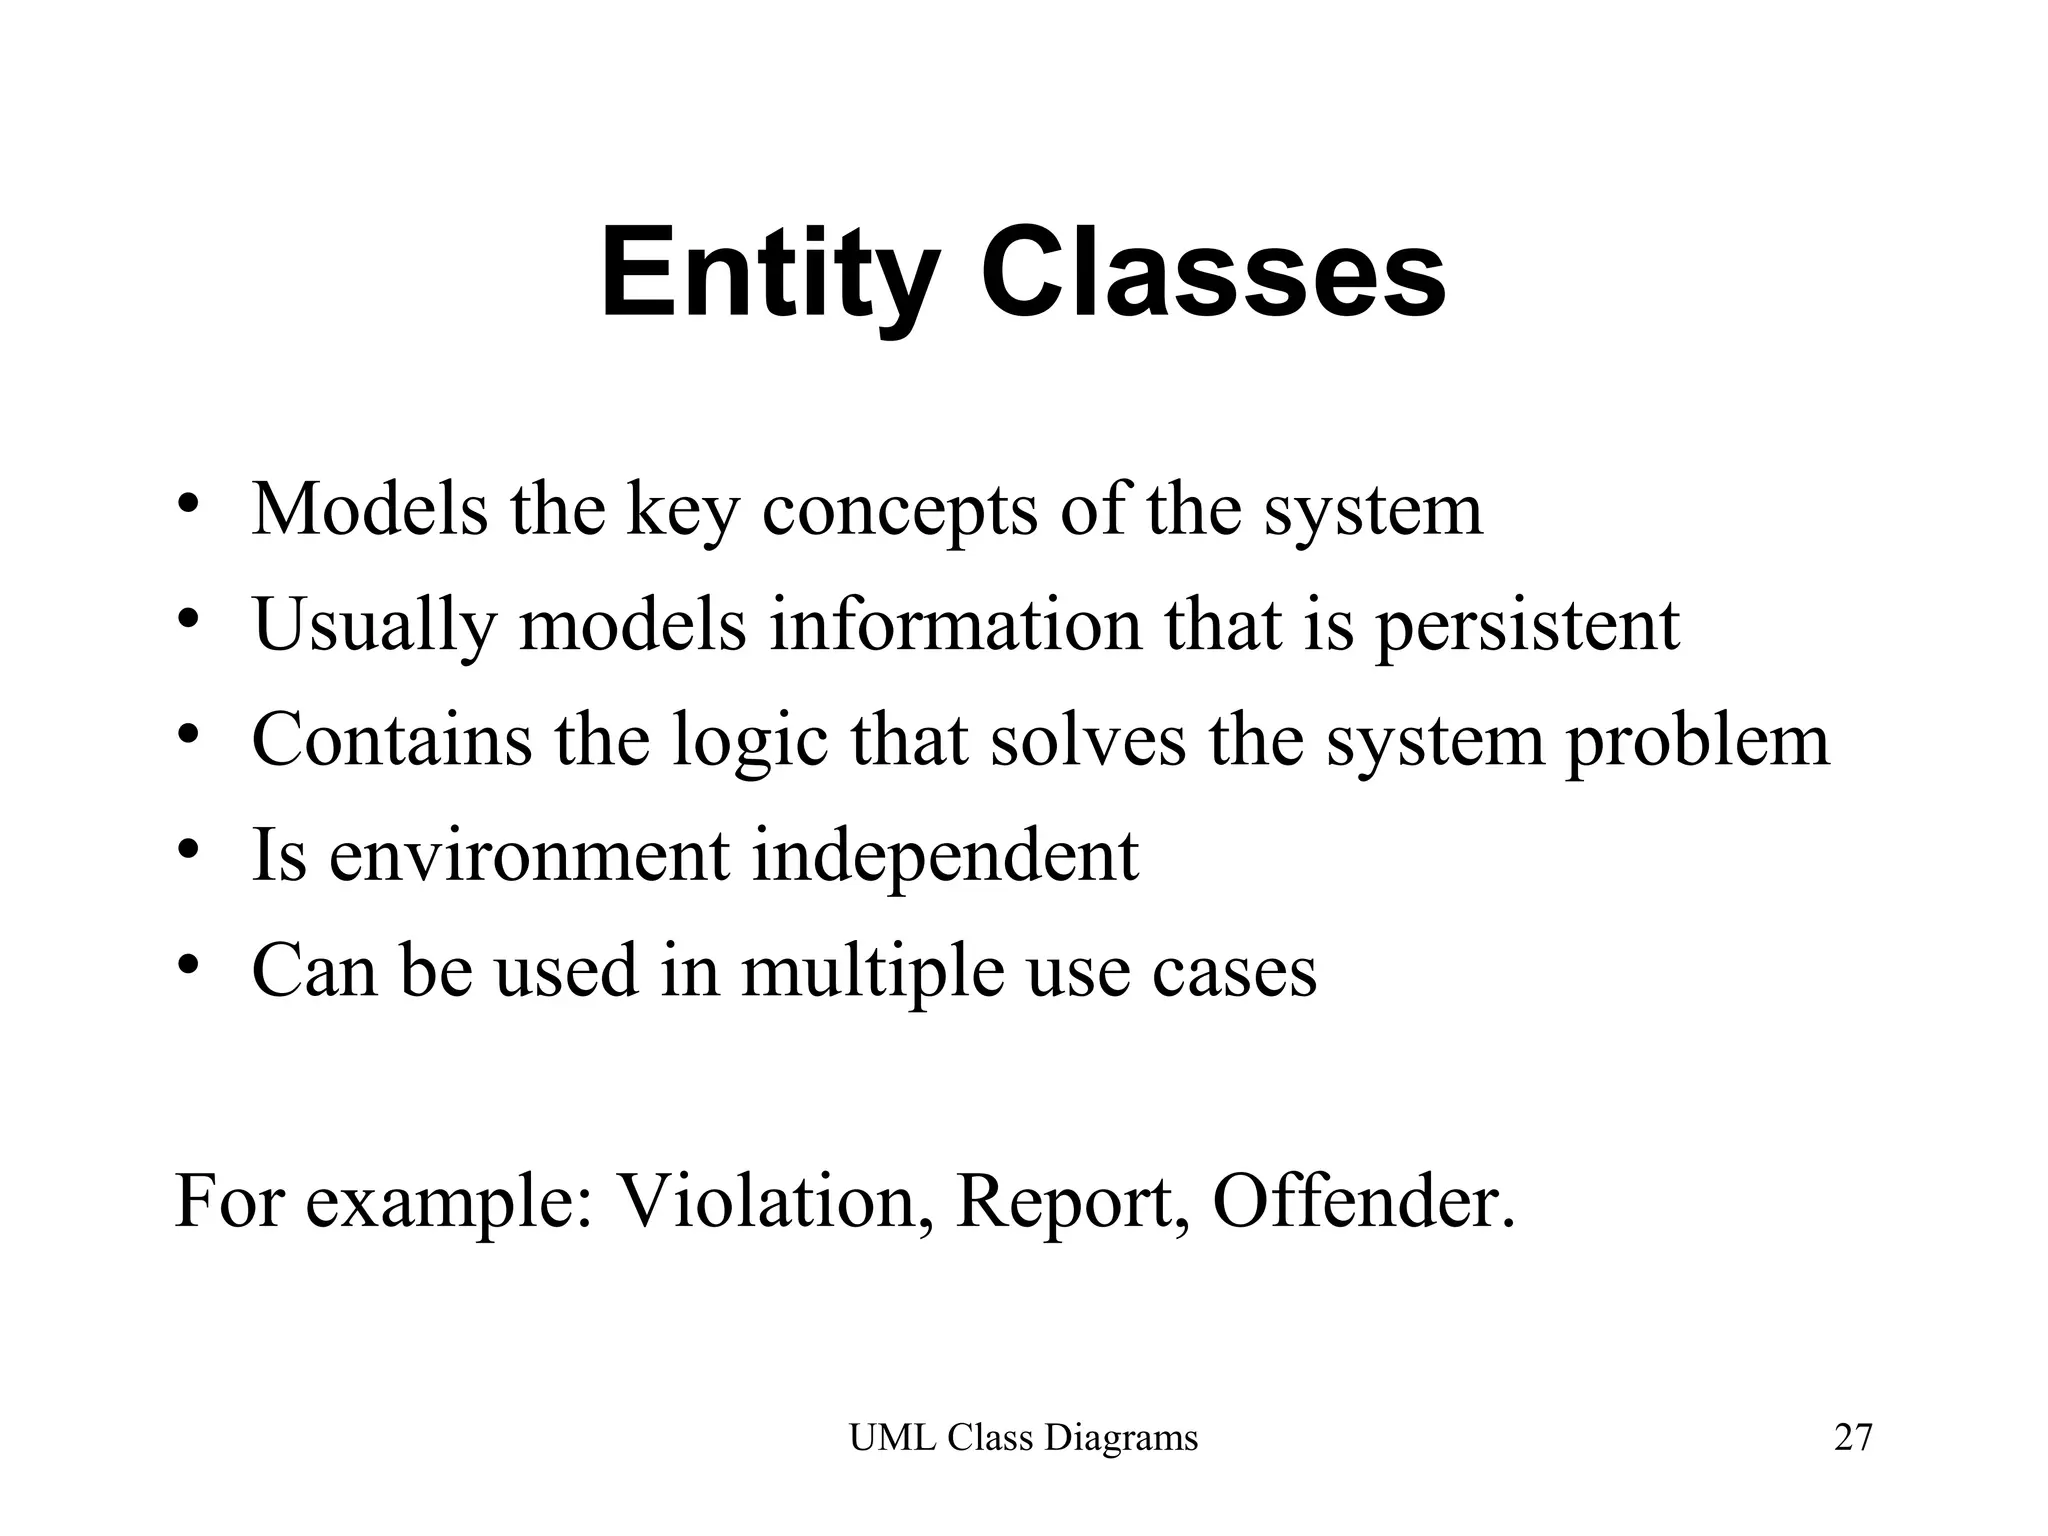 Entity Classes
• Models the key concepts of the system
• Usually models information that is persistent
• Contains the logic that solves the system problem
• Is environment independent
• Can be used in multiple use cases
For example: Violation, Report, Offender.
UML Class Diagrams 27